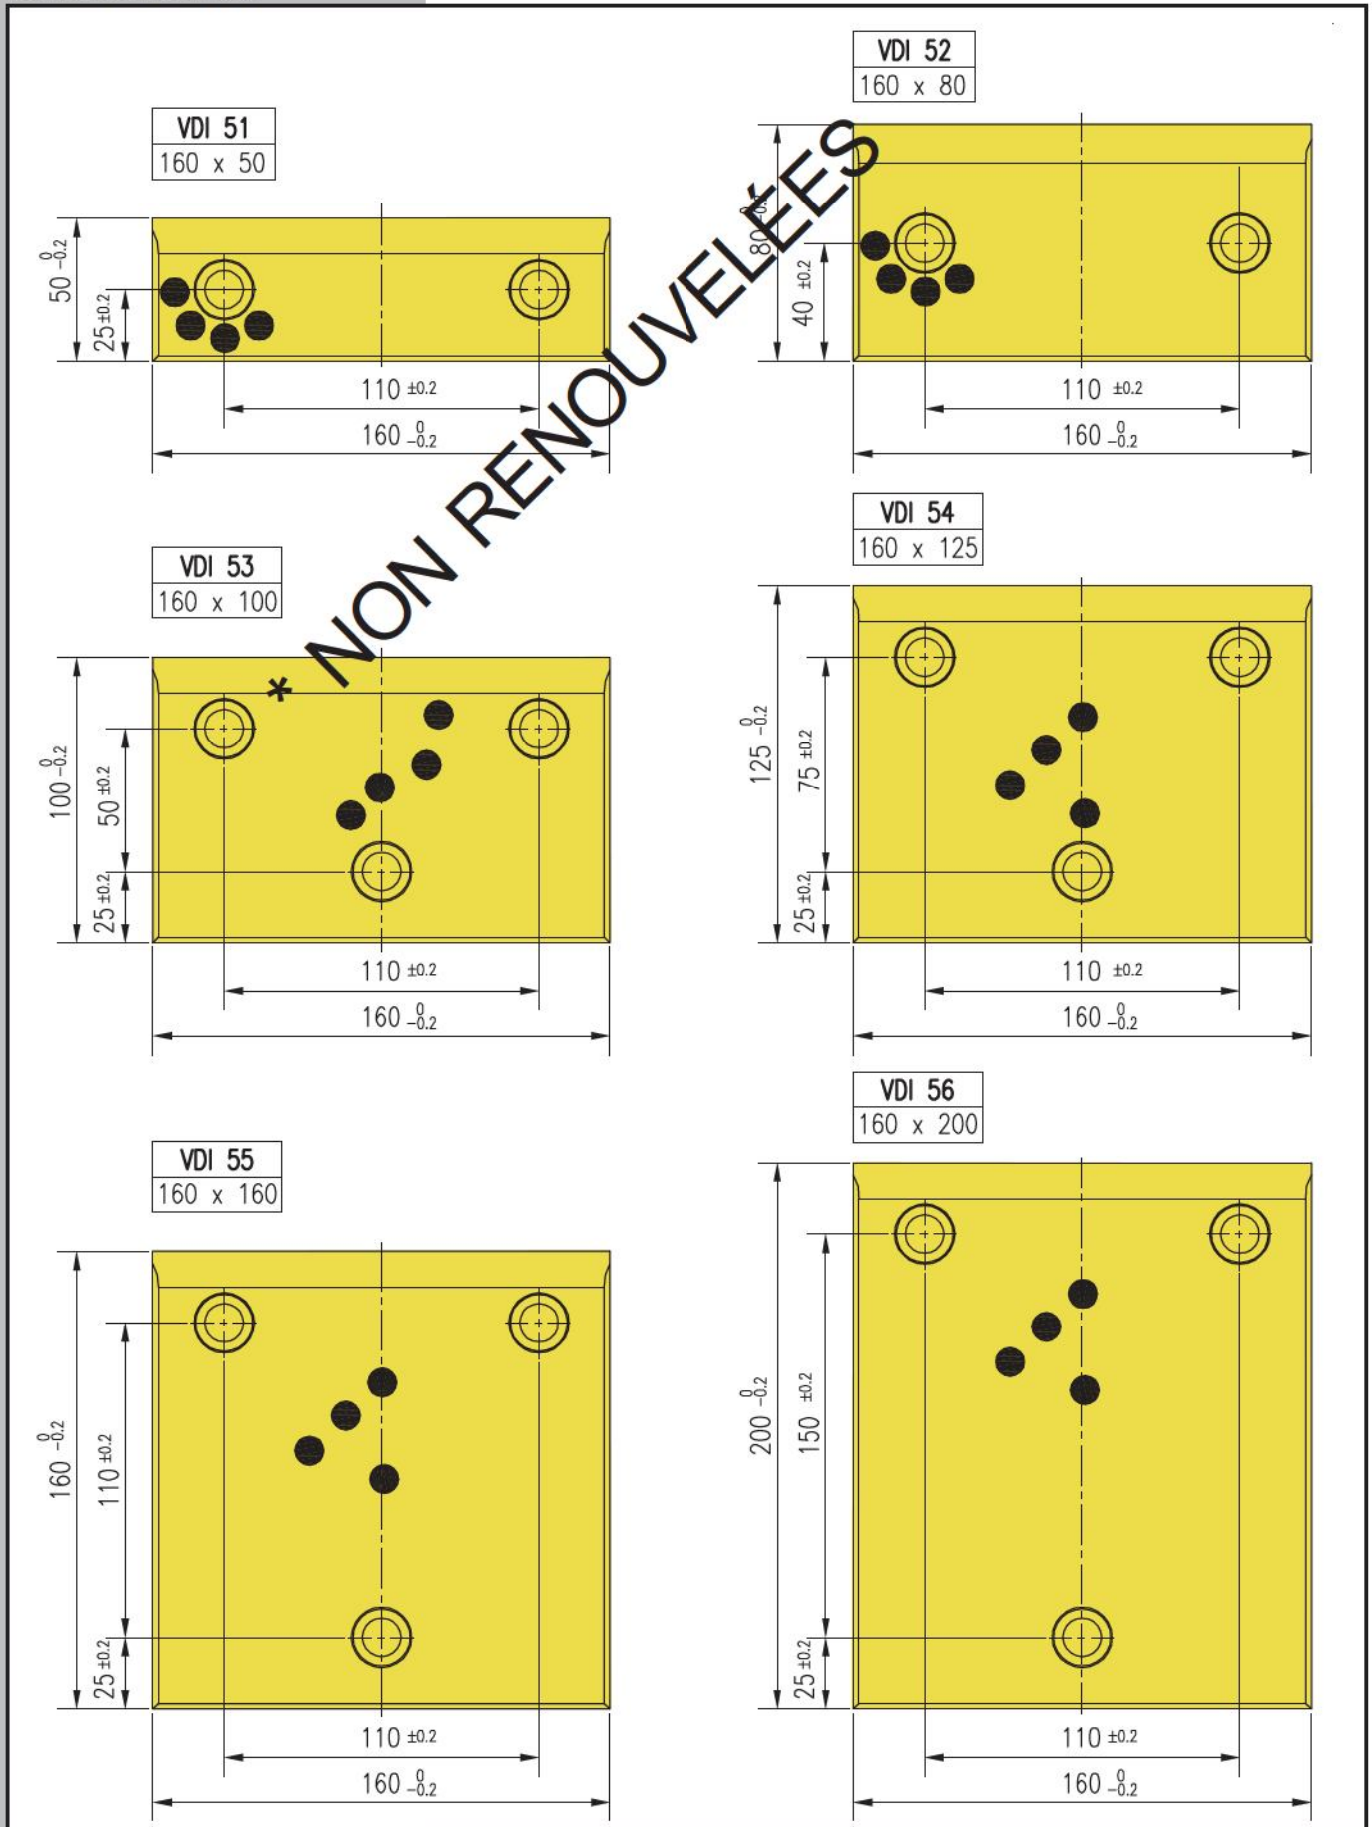 VDI 51
160 x 50
50 0 -0.2
25 ±0.2
110 ±0.2
160 0 -0.2
VDI 52
160 x 80
80 0 -0.2
40 ±0.2
110 ±0.2
160 0 -0.2
* NON RENOUVELÉES
VDI 53
160 x 100
100 0 -0.2
50 ±0.2
25 ±0.2
110 ±0.2
160 0 -0.2
VDI 54
160 x 125
125 0 -0.2
75 ±0.2
25 ±0.2
110 ±0.2
160 0 -0.2
VDI 55
160 x 160
160 0 -0.2
110 ±0.2
25 ±0.2
110 ±0.2
160 0 -0.2
VDI 56
160 x 200
200 0 -0.2
150 ±0.2
25 ±0.2
110 ±0.2
160 0 -0.2